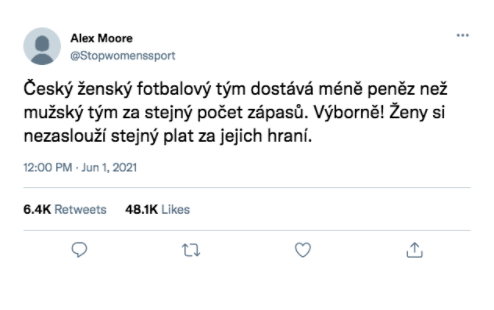 Alex Moore
@Stopwomenssport
Český ženský fotbalový tým dostává méně peněz než
mužský tým za stejný počet zápasů. Výborně! Ženy si
nezaslouží stejný plat za jejich hraní.
12:00 PM · Jun 1, 2021
6.4K Retweets 48.1K Likes